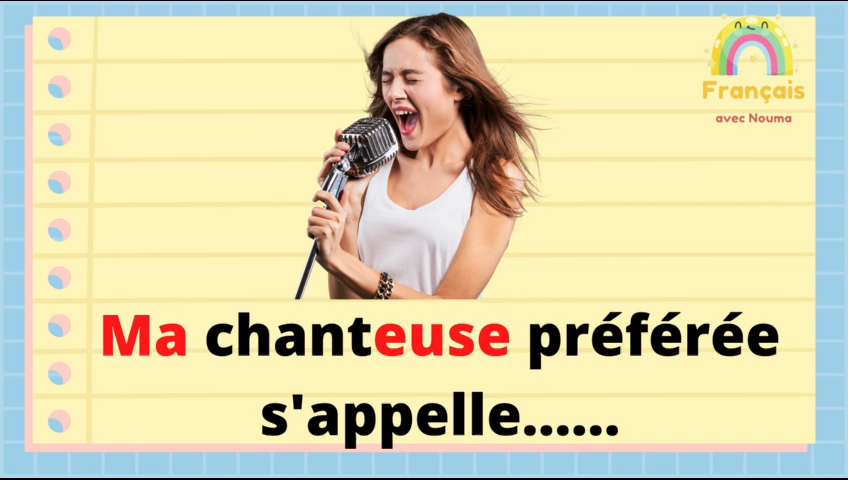 Français
avec Nouma
Ma chanteuse préférée
s'appelle......